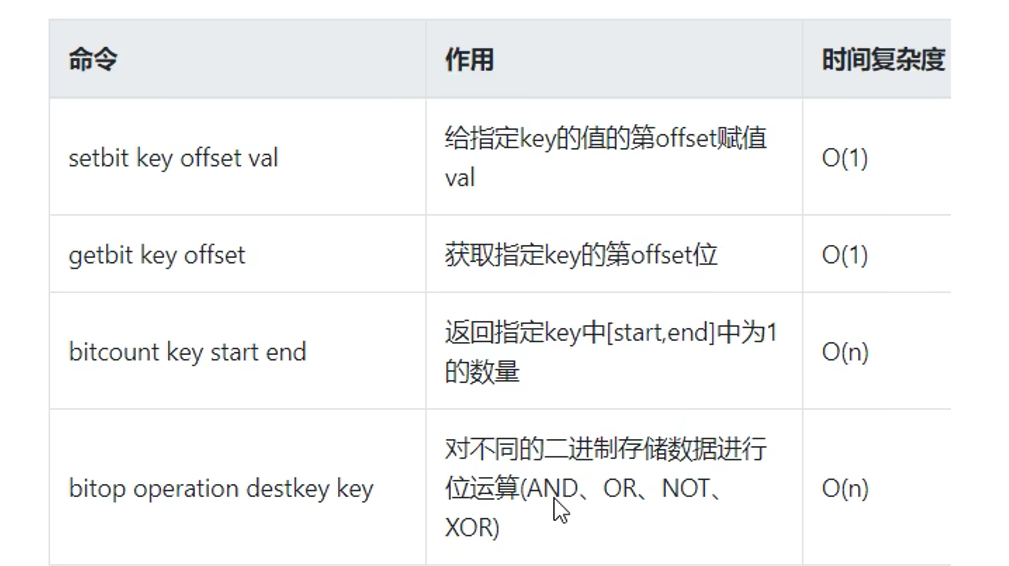 命令 作用 时间复杂度
给指定key的值的第offset赋值
setbit key offset val O(1)
val
getbit key offset 获取指定key的第offset位 O(1)
返回指定key中[start,end]中为1
bitcount key start end O(n)
的数量
对不同的二进制存储数据进行
bitop operation destkey key 位运算(AND、OR、NOT、 O(n)
XOR)